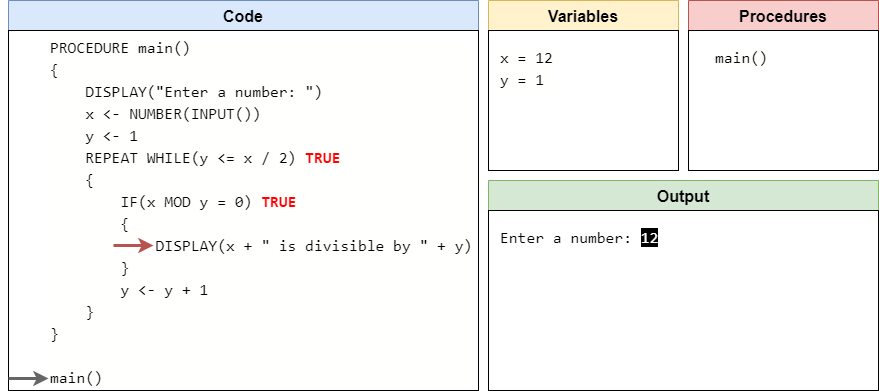 Code
PROCEDURE main()
{
DISPLAY("Enter a number: ")
x <- NUMBER(INPUT())
y <- 1
REPEAT WHILE(y <= x / 2) TRUE
{
IF(x MOD y = 0) TRUE
{
DISPLAY(x + " is divisible by " + y)
}
y <- y + 1
}
}
main()
Variables
x = 12
y = 1
Procedures
main()
Output
Enter a number: 12